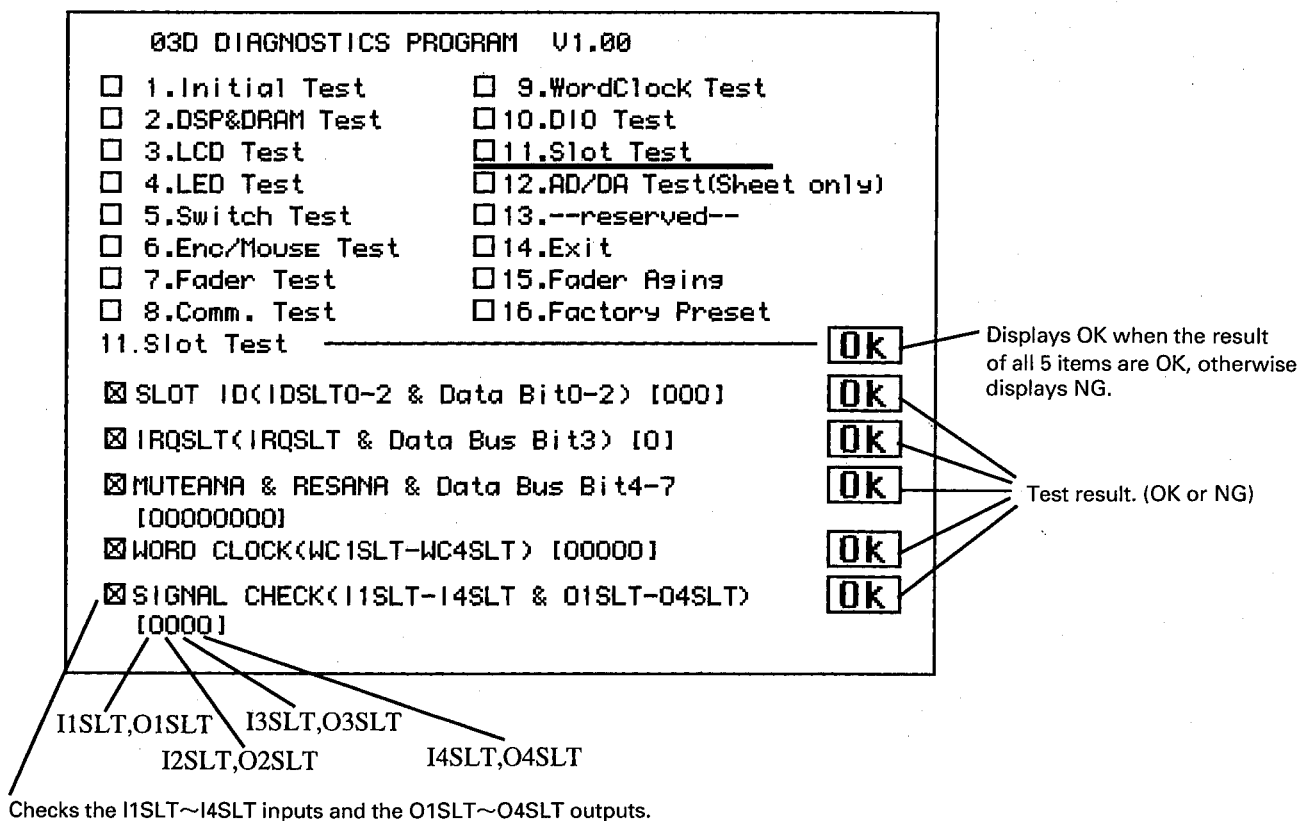 03D DIAGNOSTICS PROGRAM V1.00
□ 1.Initial Test □ 9.WordClock Test
□ 2.DSP&DRAM Test □10.DIO Test
□ 3.LCD Test □11.Slot Test
□ 4.LED Test □12.AD/DA Test(Sheet only)
□ 5.Switch Test □13.--reserved--
□ 6.Enc/Mouse Test □14.Exit
□ 7.Fader Test □15.Fader Aging
□ 8.Comm. Test □16.Factory Preset
11.Slot Test Ok
Displays OK when the result
of all 5 items are OK, otherwise
displays NG.
☒ SLOT ID(IDSLT0-2 & Data Bit0-2) [000] Ok
☒ IRQSLT(IRQSLT & Data Bus Bit3) [0] Ok
☒ MUTEANA & RESANA & Data Bus Bit4-7 Ok
[00000000]
Test result. (OK or NG)
☒ WORD CLOCK(WC1SLT-WC4SLT) [00000] Ok
☒ SIGNAL CHECK(I1SLT-I4SLT & O1SLT-O4SLT) Ok
[0000]
I1SLT,O1SLT I3SLT,O3SLT
I2SLT,O2SLT I4SLT,O4SLT
Checks the I1SLT~I4SLT inputs and the O1SLT~O4SLT outputs.